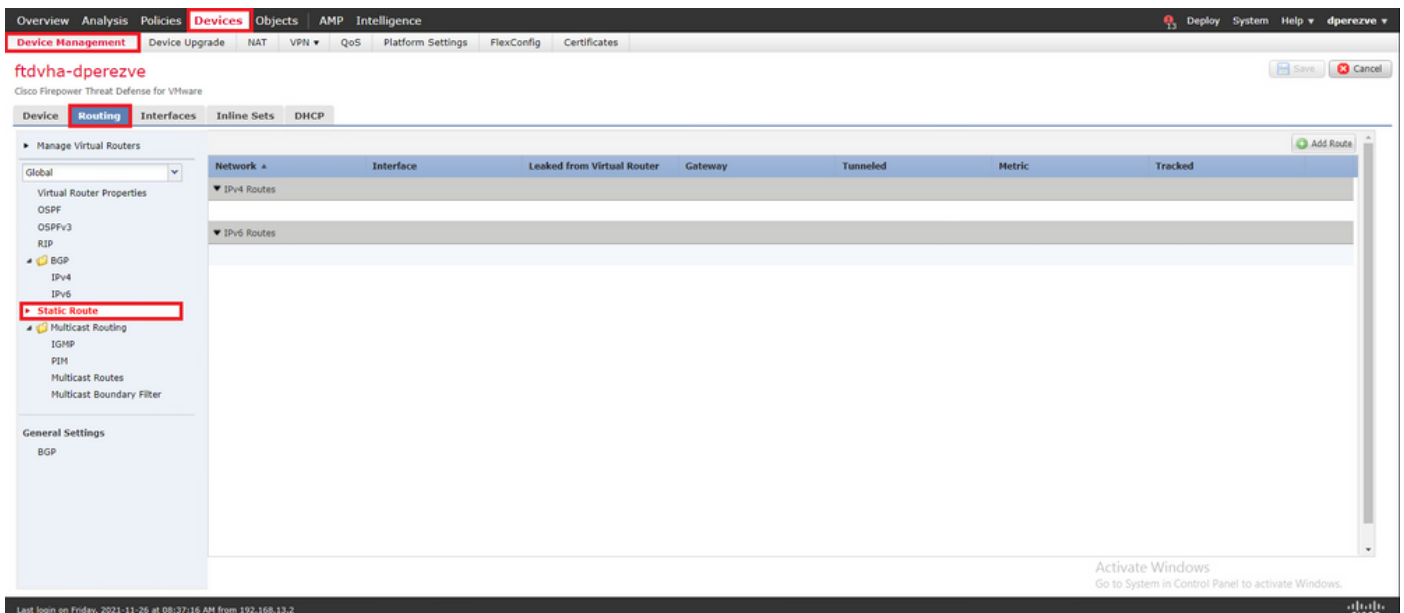 Overview Analysis Policies Devices Objects AMP Intelligence 13 Deploy System Help ▾ dperezve ▾
Device Management Device Upgrade NAT VPN ▾ QoS Platform Settings FlexConfig Certificates
ftdvha-dperezve Save Cancel
Cisco Firepower Threat Defense for VMware
Device Routing Interfaces Inline Sets DHCP
Manage Virtual Routers
Add Route
Global
Network Interface Leaked from Virtual Router Gateway Tunneled Metric Tracked
Virtual Router Properties
▼ IPv4 Routes
OSPF
OSPFv3
▼ IPv6 Routes
RIP
BGP
IPv4
IPv6
Static Route
Multicast Routing
IGMP
PIM
Multicast Routes
Multicast Boundary Filter
General Settings
BGP
Activate Windows
Go to System in Control Panel to activate Windows.
Last login on Friday, 2021-11-26 at 08:37:16 AM from 192.168.13.2